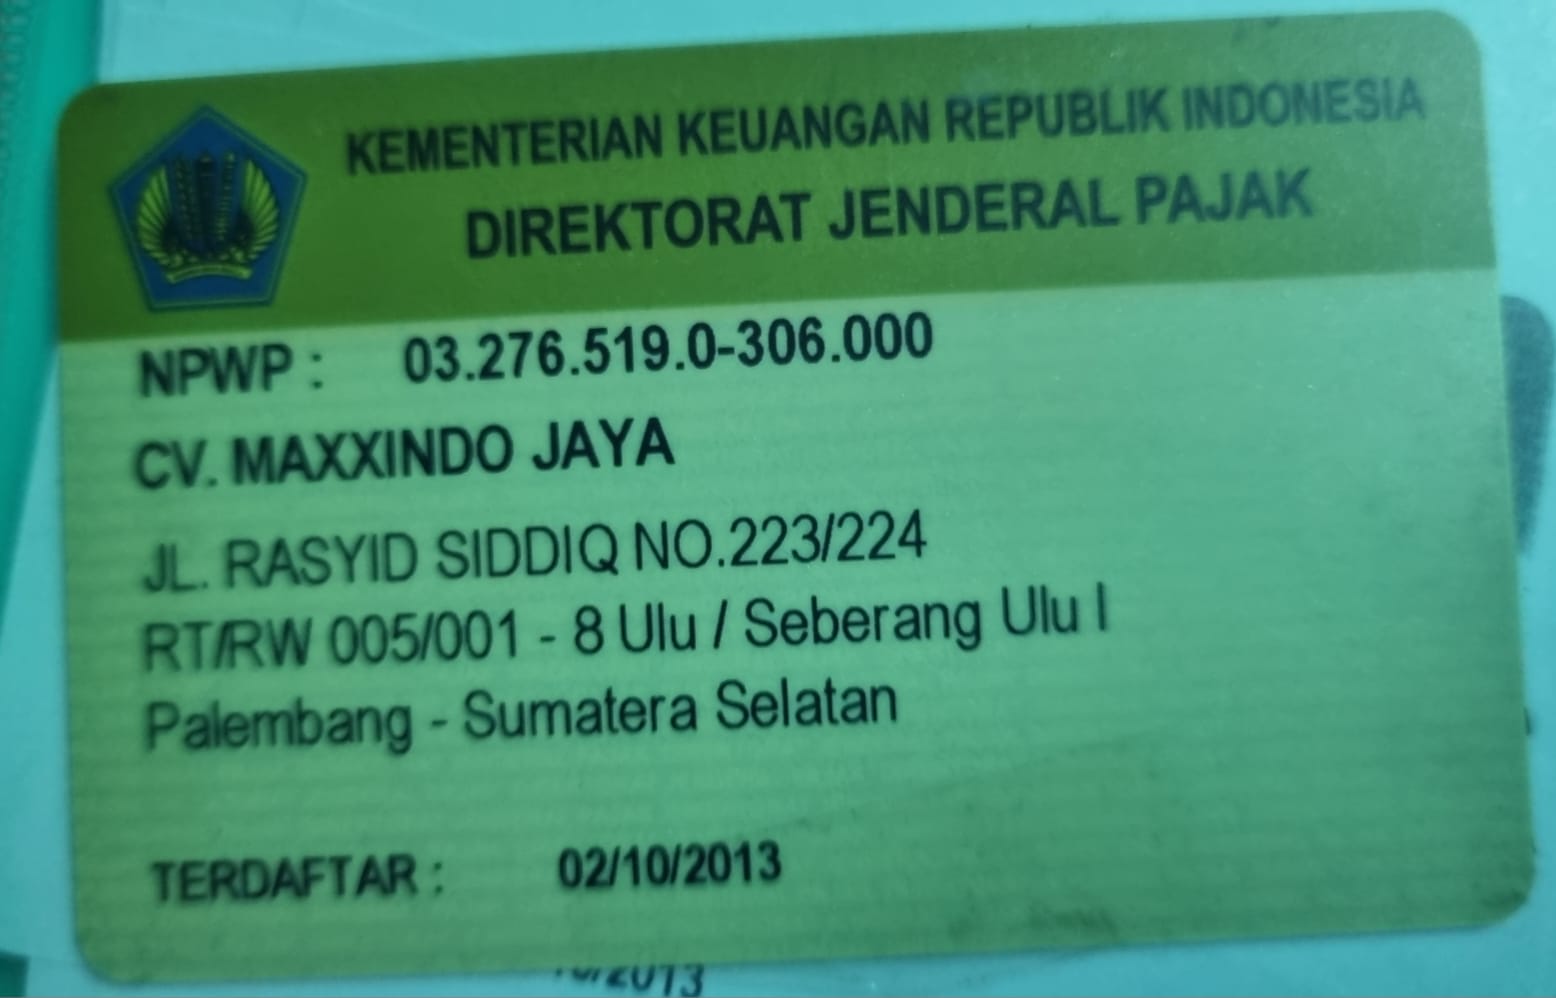 KEMENTERIAN KEUANGAN REPUBLIK INDONESIA
DIREKTORAT JENDERAL PAJAK
NPWP : 03.276.519.0-306.000
CV. MAXXINDO JAYA
JL. RASYID SIDDIQ NO.223/224
RT/RW 005/001 - 8 Ulu / Seberang Ulu I
Palembang - Sumatera Selatan
TERDAFTAR : 02/10/2013